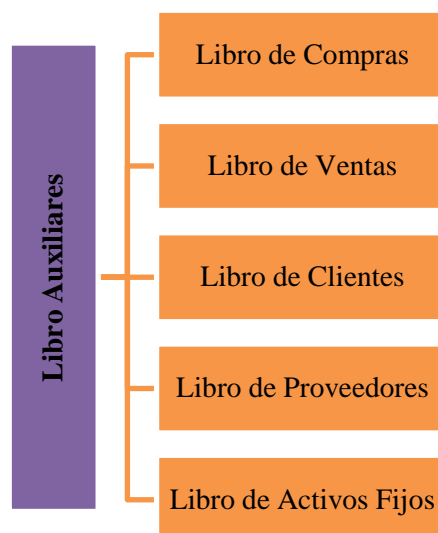 Libro Auxiliares
Libro de Compras
Libro de Ventas
Libro de Clientes
Libro de Proveedores
Libro de Activos Fijos